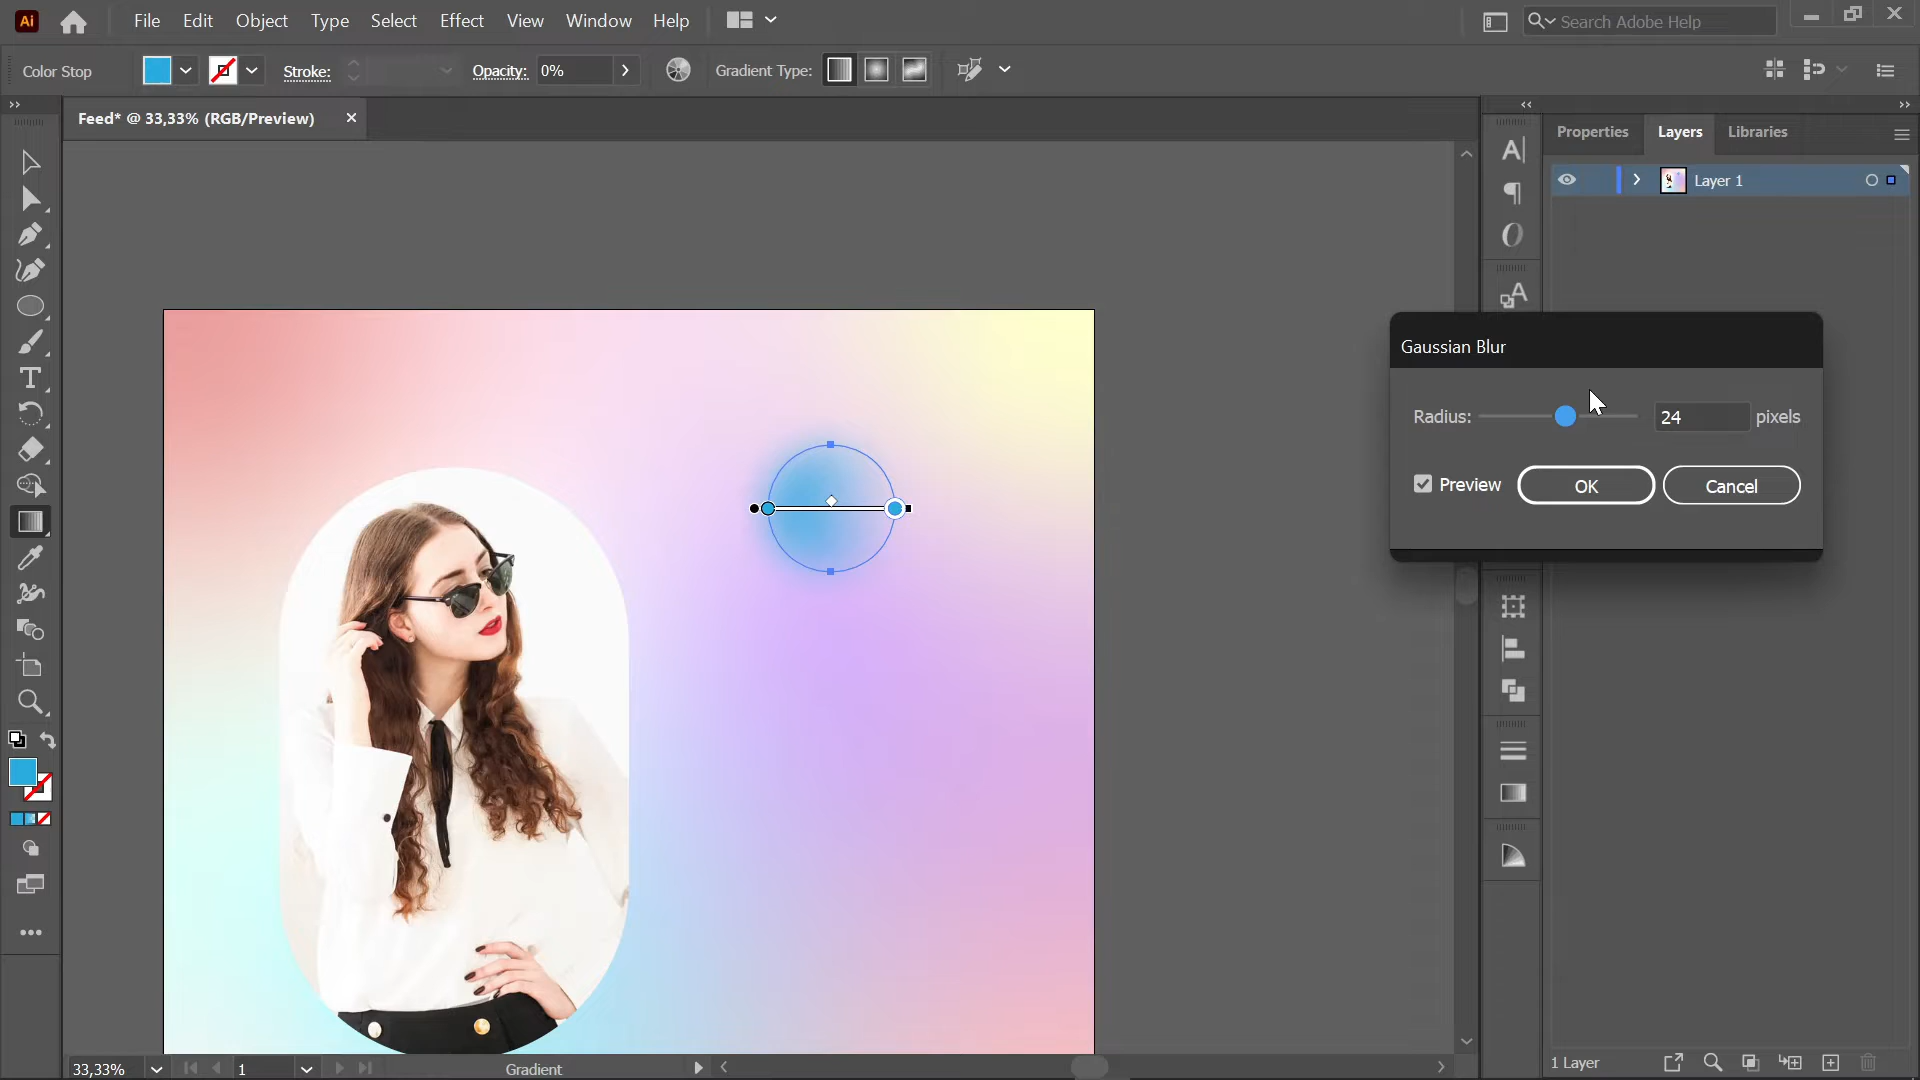 Ai File Edit Object Type Select Effect View Window Help Search Adobe Help
Color Stop Stroke: Opacity: 0% Gradient Type:
Feed* @ 33,33% (RGB/Preview)
Properties Layers Libraries
Layer 1
Gaussian Blur
Radius: 24 pixels
Preview OK Cancel
33,33% 1 Gradient
1 Layer